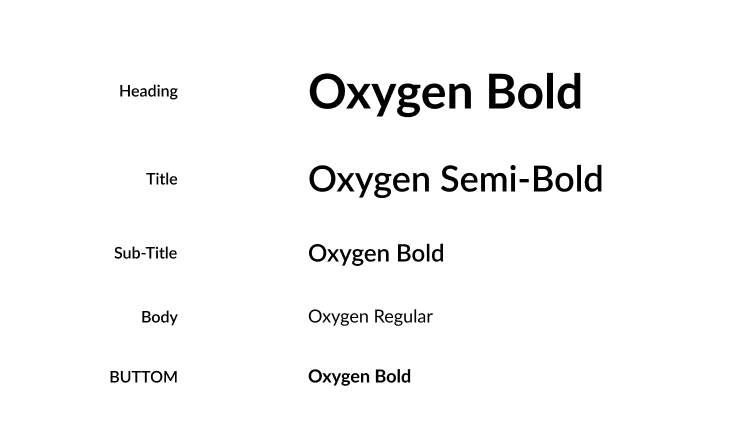 Heading Oxygen Bold
Title Oxygen Semi-Bold
Sub-Title Oxygen Bold
Body Oxygen Regular
BUTTOM Oxygen Bold